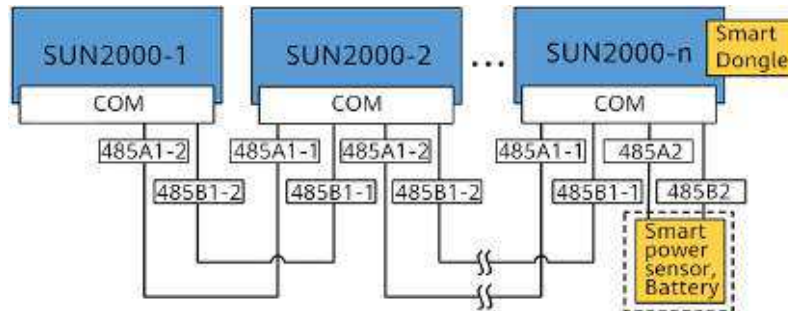 SUN2000-1
SUN2000-2
...
SUN2000-n
Smart
Dongle
COM
COM
COM
485A1-2
485A1-1
485A1-2
485A1-1
485A2
485B1-2
485B1-1
485B1-2
485B1-1
485B2
Smart
power
sensor,
Battery